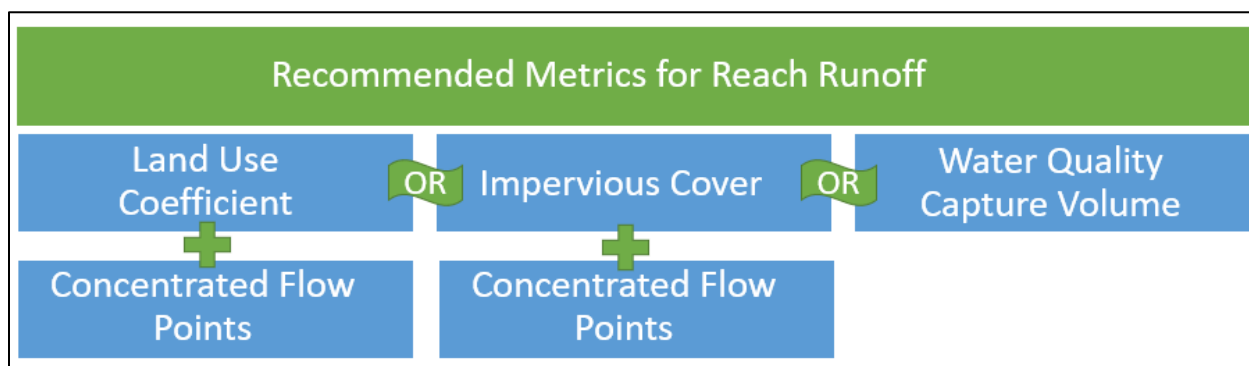 Recommended Metrics for Reach Runoff
Land Use
Coefficient
OR
Impervious Cover
OR
Water Quality
Capture Volume
Concentrated Flow
Points
Concentrated Flow
Points